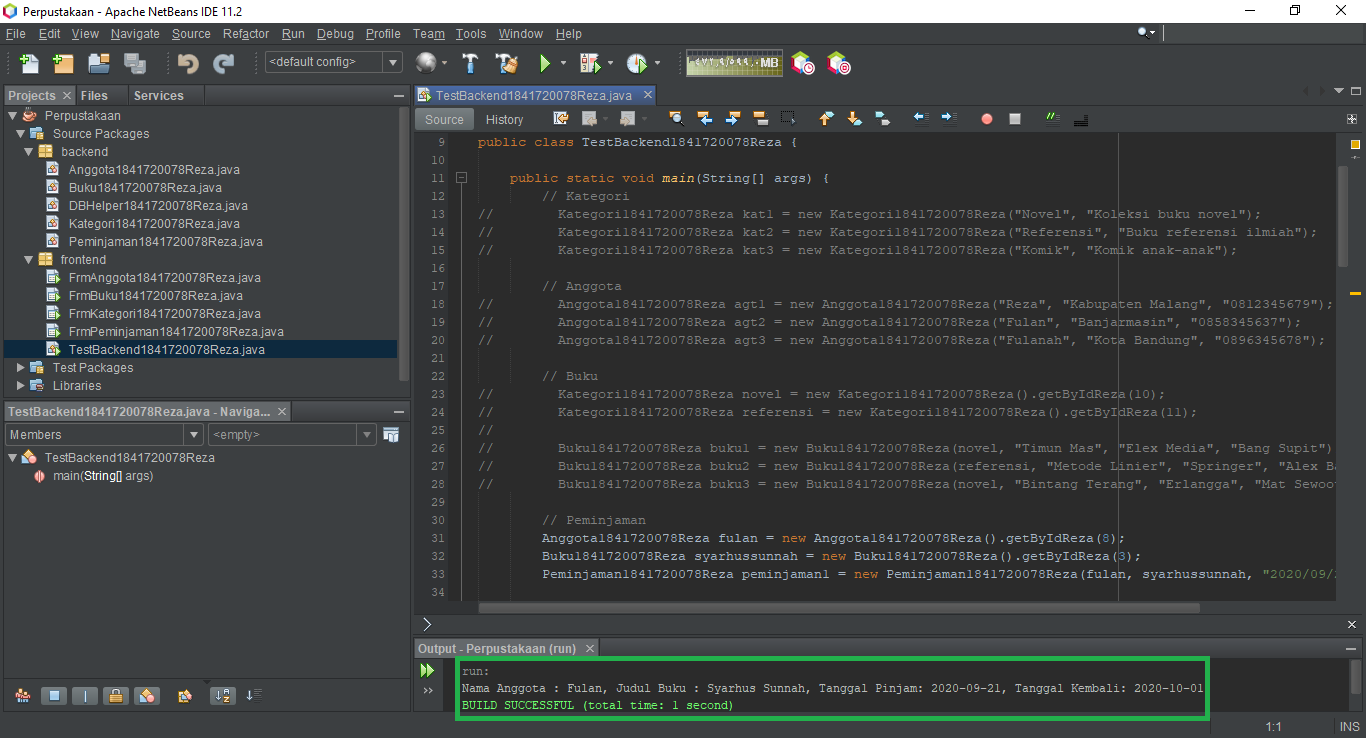 Perpustakaan - Apache NetBeans IDE 11.2
File Edit View Navigate Source Refactor Run Debug Profile Team Tools Window Help
<default config>
Projects Files Services
Perpustakaan
Source Packages
backend
Anggota1841720078Reza.java
Buku1841720078Reza.java
DBHelper1841720078Reza.java
Kategori1841720078Reza.java
Peminjaman1841720078Reza.java
frontend
FrmAnggota1841720078Reza.java
FrmBuku1841720078Reza.java
FrmKategori1841720078Reza.java
FrmPeminjaman1841720078Reza.java
TestBackend1841720078Reza.java
Test Packages
Libraries
TestBackend1841720078Reza.java - Naviga...
Members <empty>
TestBackend1841720078Reza
main(String[] args)
TestBackend1841720078Reza.java
Source History
9 public class TestBackend1841720078Reza {
10
11 public static void main(String[] args) {
12 // Kategori
13 // Kategori1841720078Reza kat1 = new Kategori1841720078Reza("Novel", "Koleksi buku novel");
14 // Kategori1841720078Reza kat2 = new Kategori1841720078Reza("Referensi", "Buku referensi ilmiah");
15 // Kategori1841720078Reza kat3 = new Kategori1841720078Reza("Komik", "Komik anak-anak");
16
17 // Anggota
18 // Anggota1841720078Reza agt1 = new Anggota1841720078Reza("Reza", "Kabupaten Malang", "0812345679");
19 // Anggota1841720078Reza agt2 = new Anggota1841720078Reza("Fulan", "Banjarmasin", "0858345637");
20 // Anggota1841720078Reza agt3 = new Anggota1841720078Reza("Fulanah", "Kota Bandung", "0896345678");
21
22 // Buku
23 // Kategori1841720078Reza novel = new Kategori1841720078Reza().getByIdReza(10);
24 // Kategori1841720078Reza referensi = new Kategori1841720078Reza().getByIdReza(11);
25 //
26 // Buku1841720078Reza buku1 = new Buku1841720078Reza(novel, "Timun Mas", "Elex Media", "Bang Supit")
27 // Buku1841720078Reza buku2 = new Buku1841720078Reza(referensi, "Metode Linier", "Springer", "Alex Ba
28 // Buku1841720078Reza buku3 = new Buku1841720078Reza(novel, "Bintang Terang", "Erlangga", "Mat Sewoo
29
30 // Peminjaman
31 Anggota1841720078Reza fulan = new Anggota1841720078Reza().getByIdReza(8);
32 Buku1841720078Reza syarhussunnah = new Buku1841720078Reza().getByIdReza(3);
33 Peminjaman1841720078Reza peminjaman1 = new Peminjaman1841720078Reza(fulan, syarhussunnah, "2020/09/
34
Output - Perpustakaan (run)
run:
Nama Anggota : Fulan, Judul Buku : Syarhus Sunnah, Tanggal Pinjam: 2020-09-21, Tanggal Kembali: 2020-10-01
BUILD SUCCESSFUL (total time: 1 second)
1:1 INS